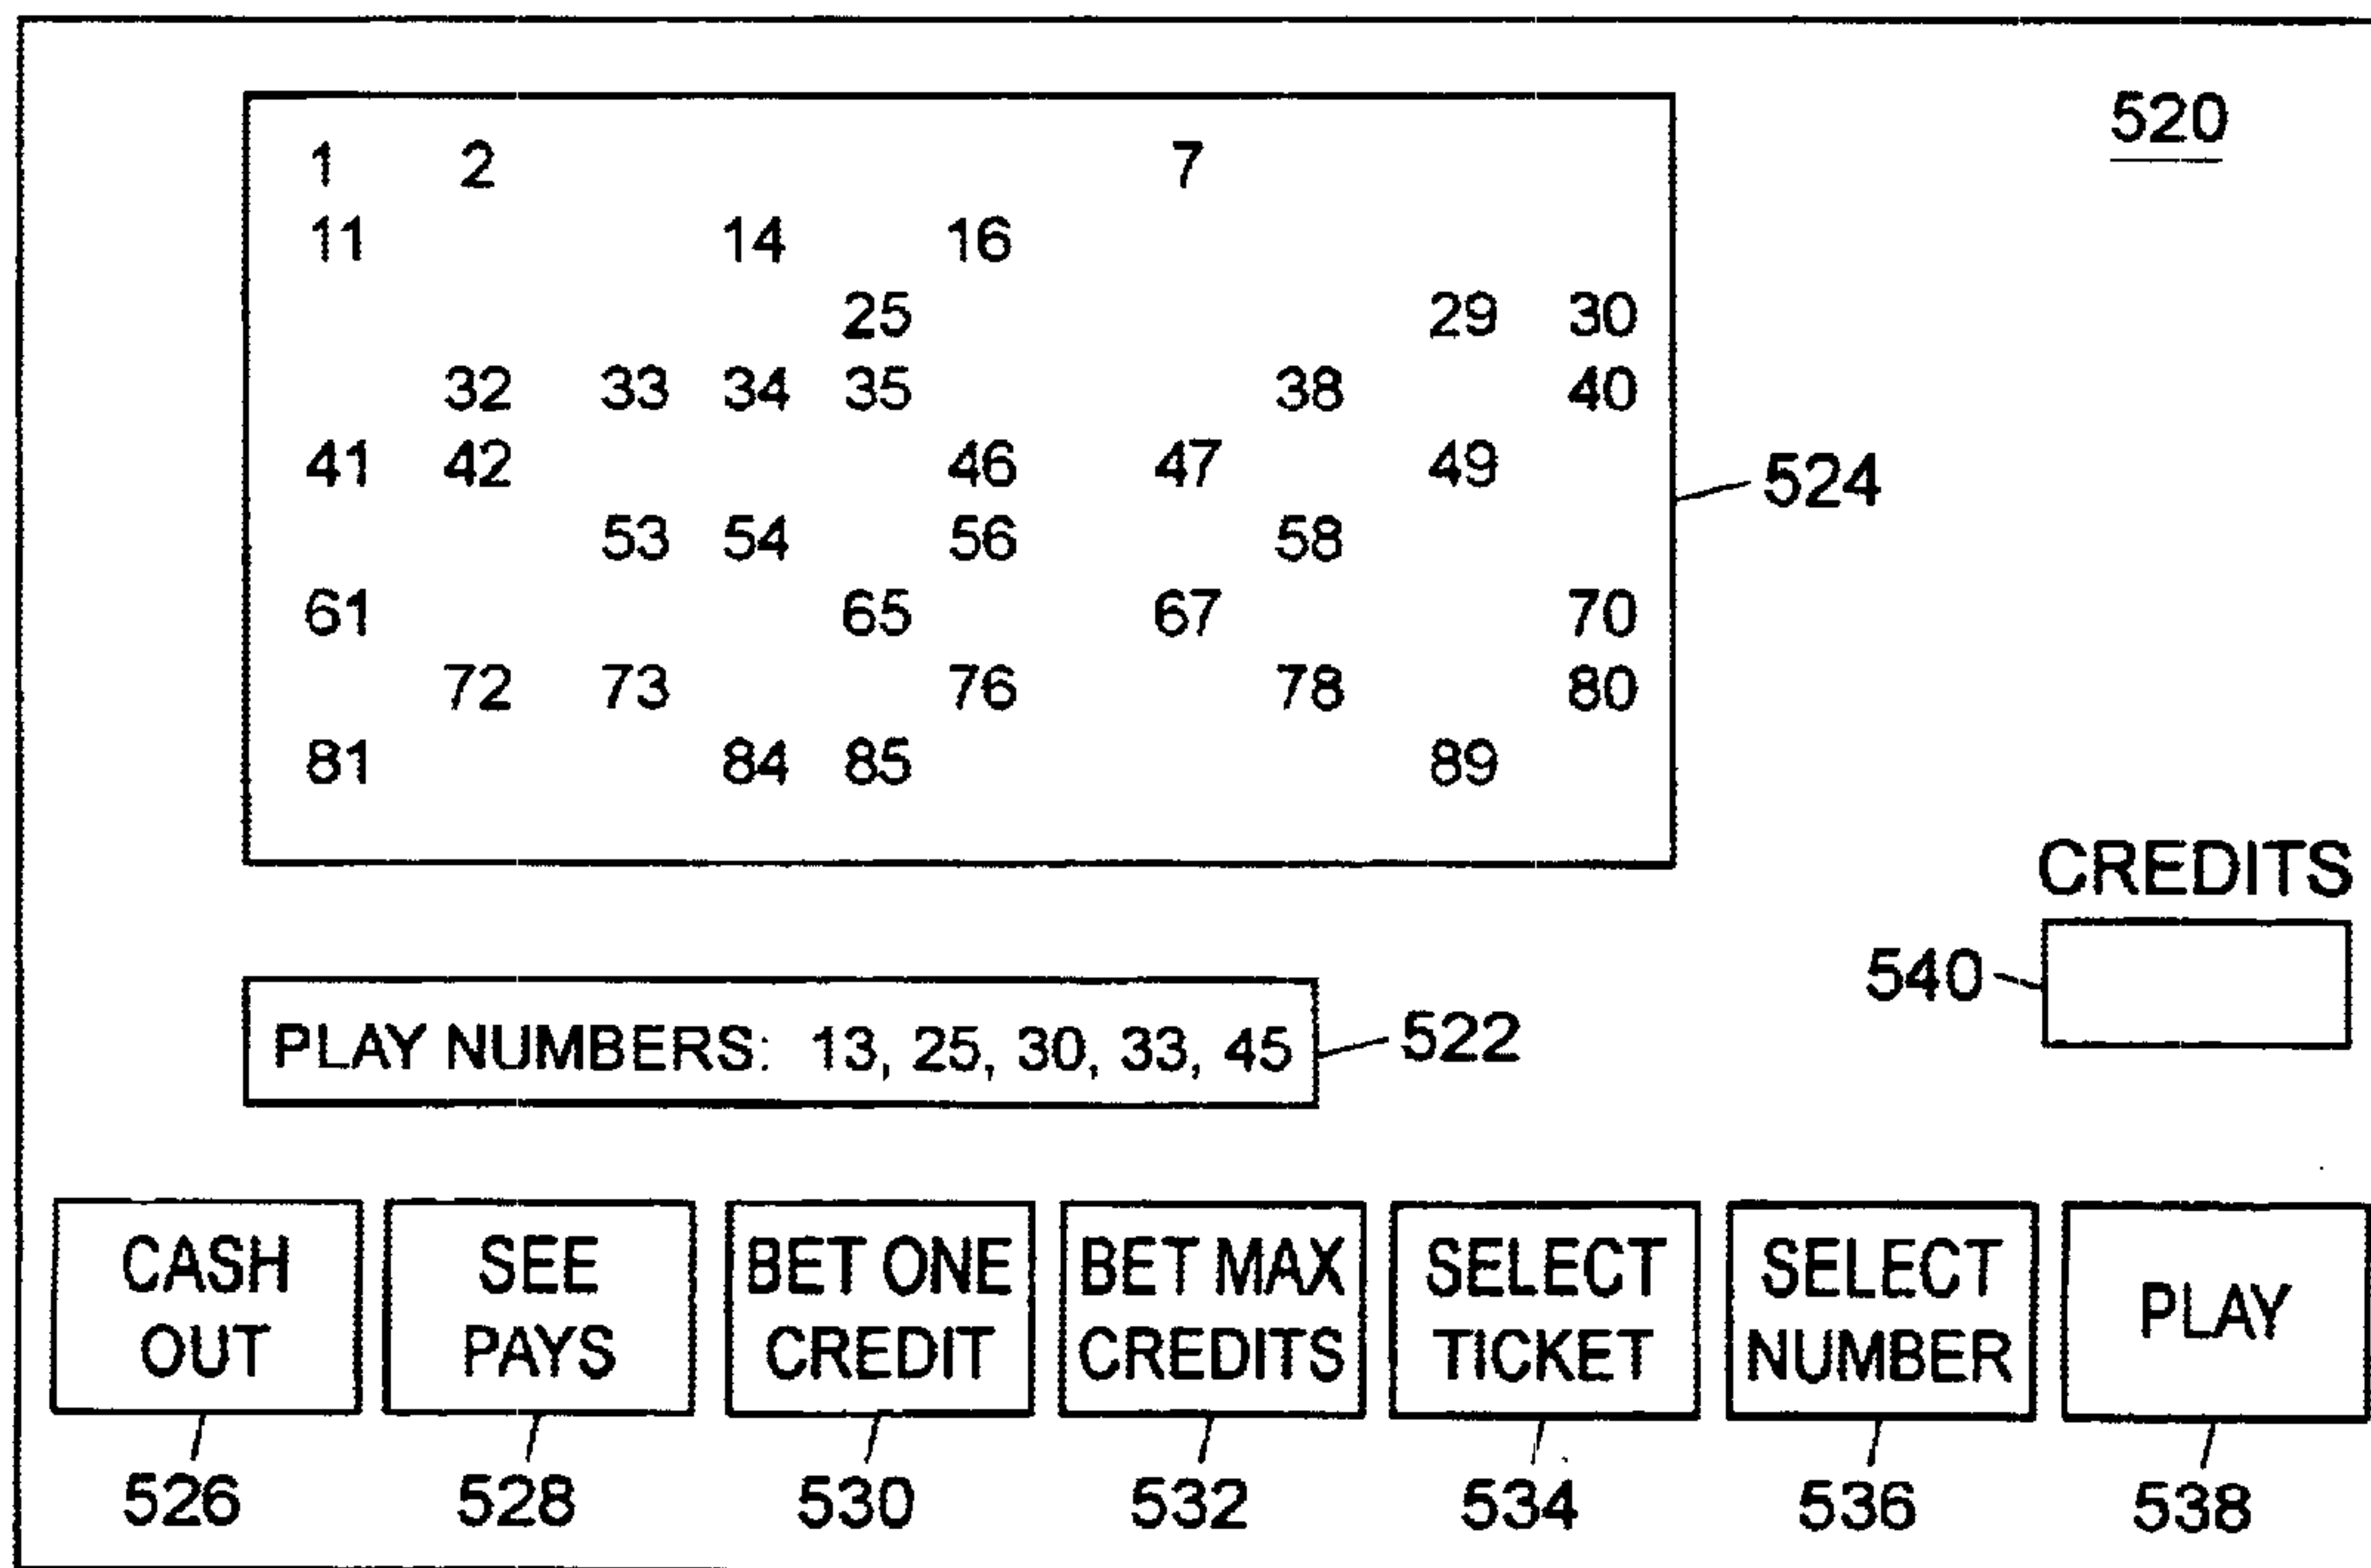 520
1 2 7
11 14 16
25 29 30
32 33 34 35 38 40
41 42 46 47 49
524
53 54 56 58
61 65 67 70
72 73 76 78 80
81 84 85 89
CREDITS
540
PLAY NUMBERS: 13, 25, 30, 33, 45
522
CASH OUT
SEE PAYS
BET ONE CREDIT
BET MAX CREDITS
SELECT TICKET
SELECT NUMBER
PLAY
526 528 530 532 534 536 538